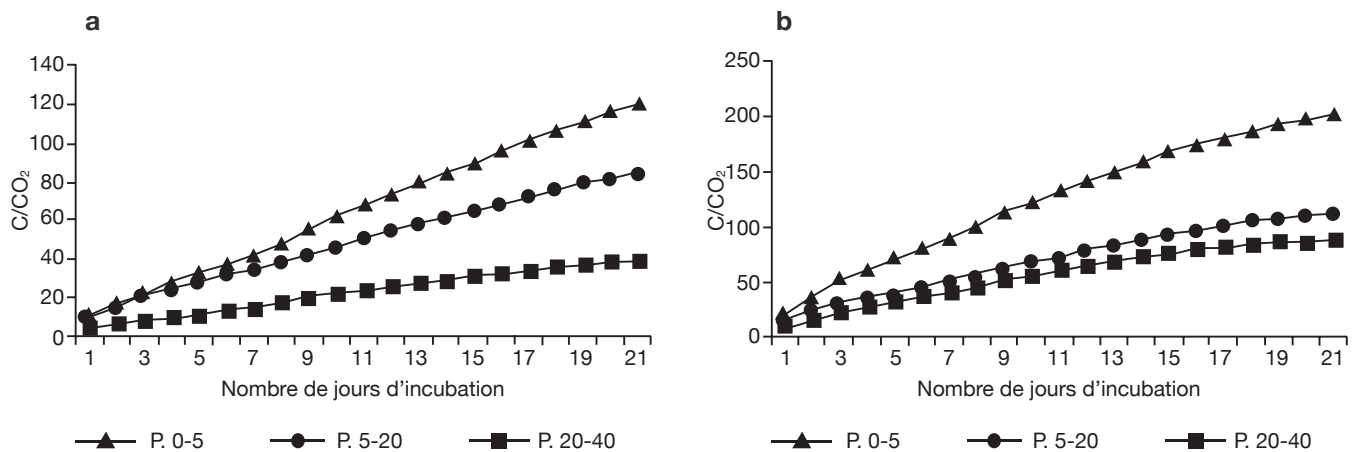 a
140
120
100
80
60
40
20
0
C/CO₂
1 3 5 7 9 11 13 15 17 19 21
Nombre de jours d'incubation
P. 0-5 P. 5-20 P. 20-40
b
250
200
150
100
50
0
C/CO₂
1 3 5 7 9 11 13 15 17 19 21
Nombre de jours d'incubation
P. 0-5 P. 5-20 P. 20-40